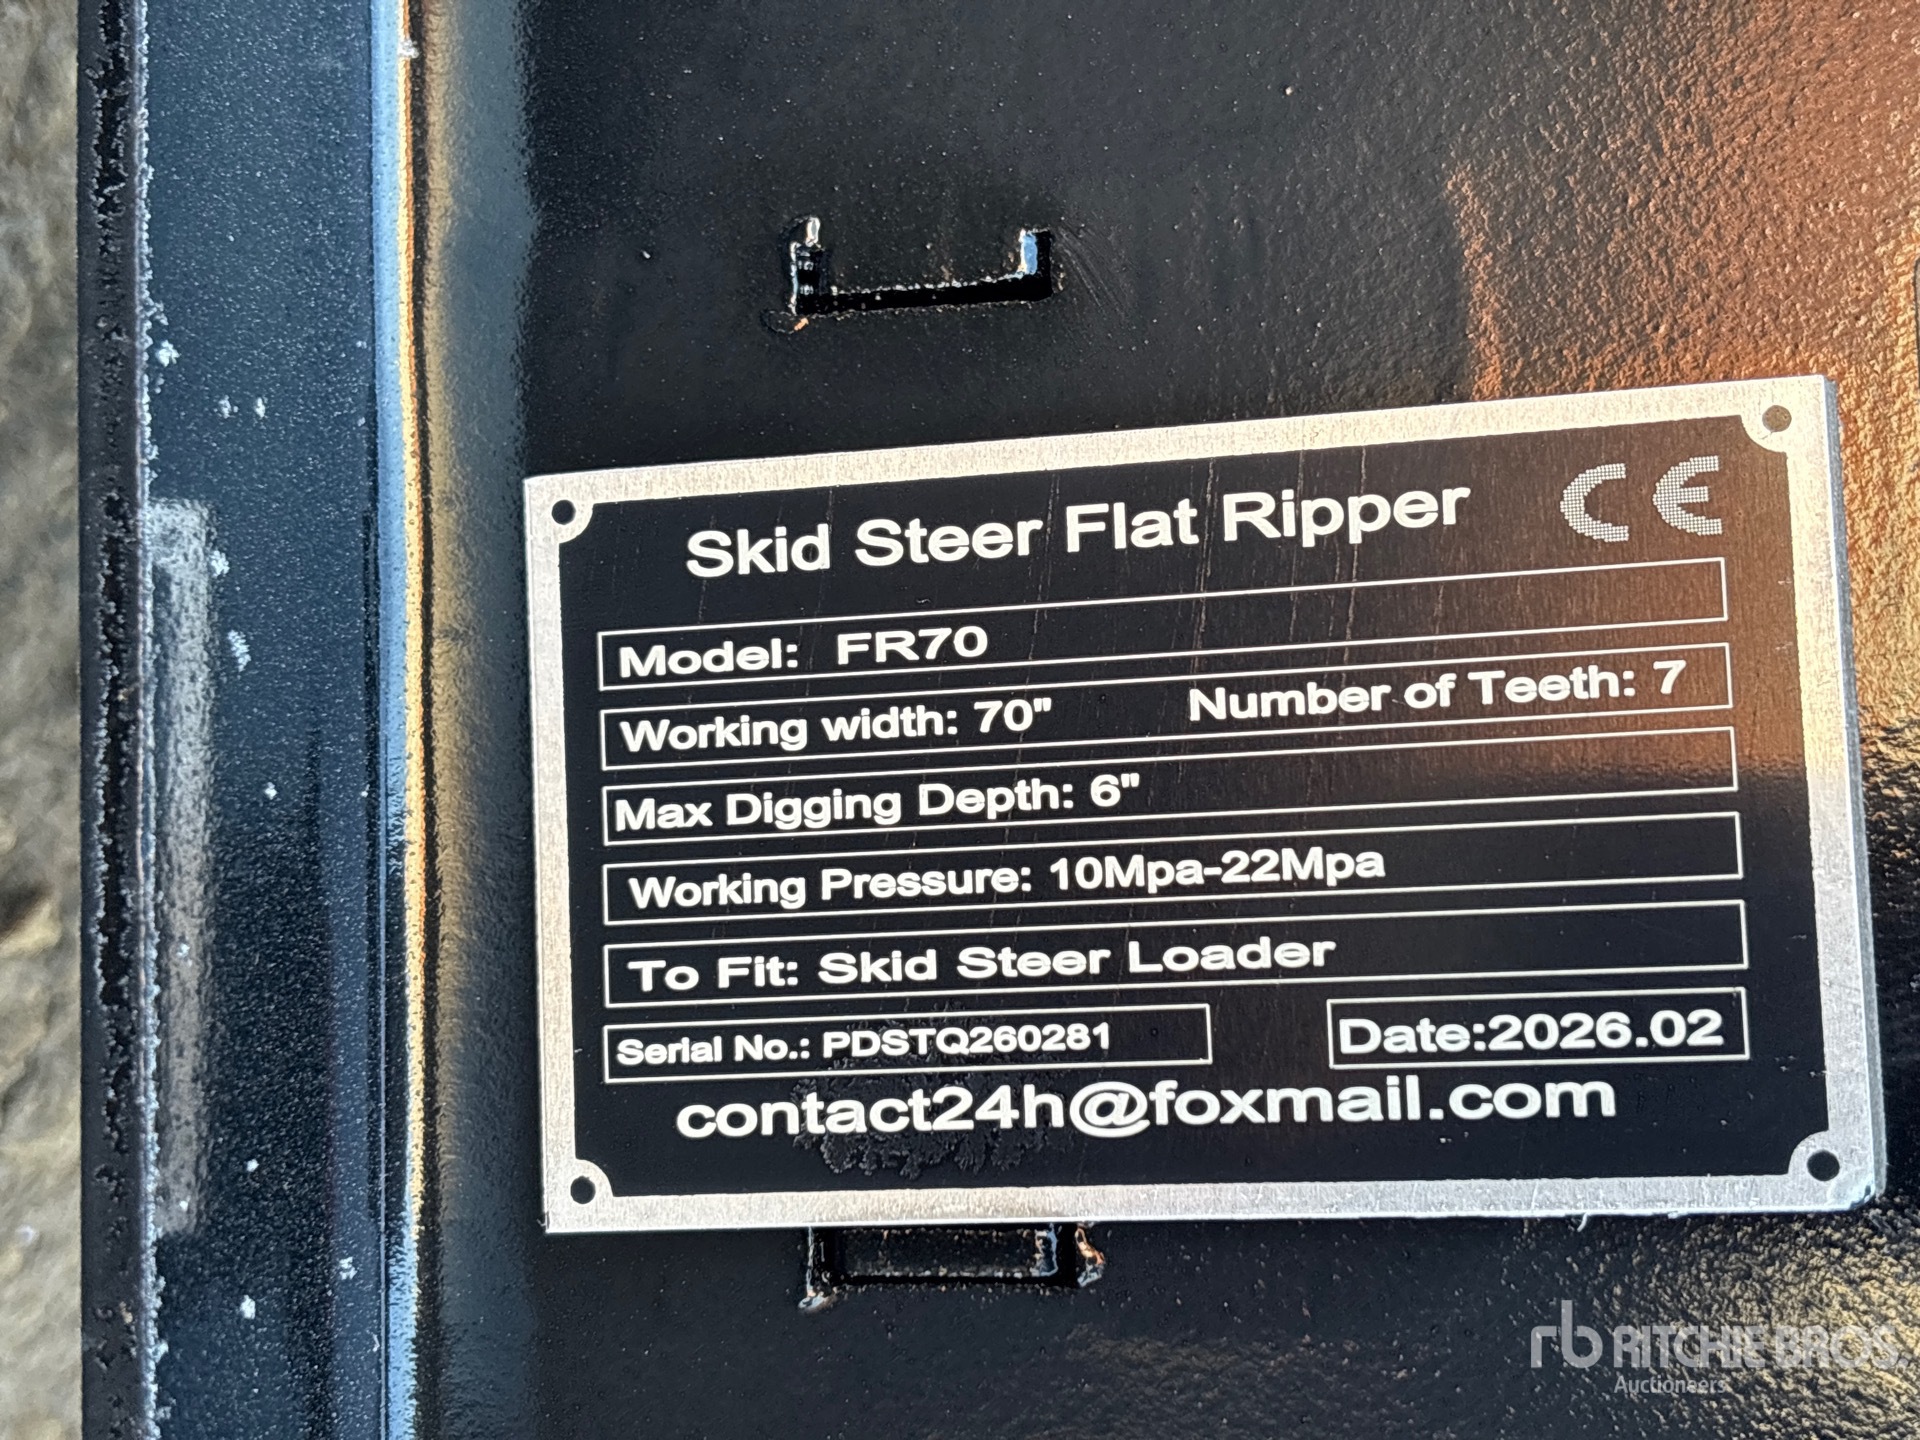 Skid Steer Flat Ripper CE
Model: FR70
Working width: 70" Number of Teeth: 7
Max Digging Depth: 6"
Working Pressure: 10Mpa-22Mpa
To Fit: Skid Steer Loader
Serial No.: PDSTQ260281 Date:2026.02
contact24h@foxmail.com
rb RITCHIE BROS.
Auctioneers